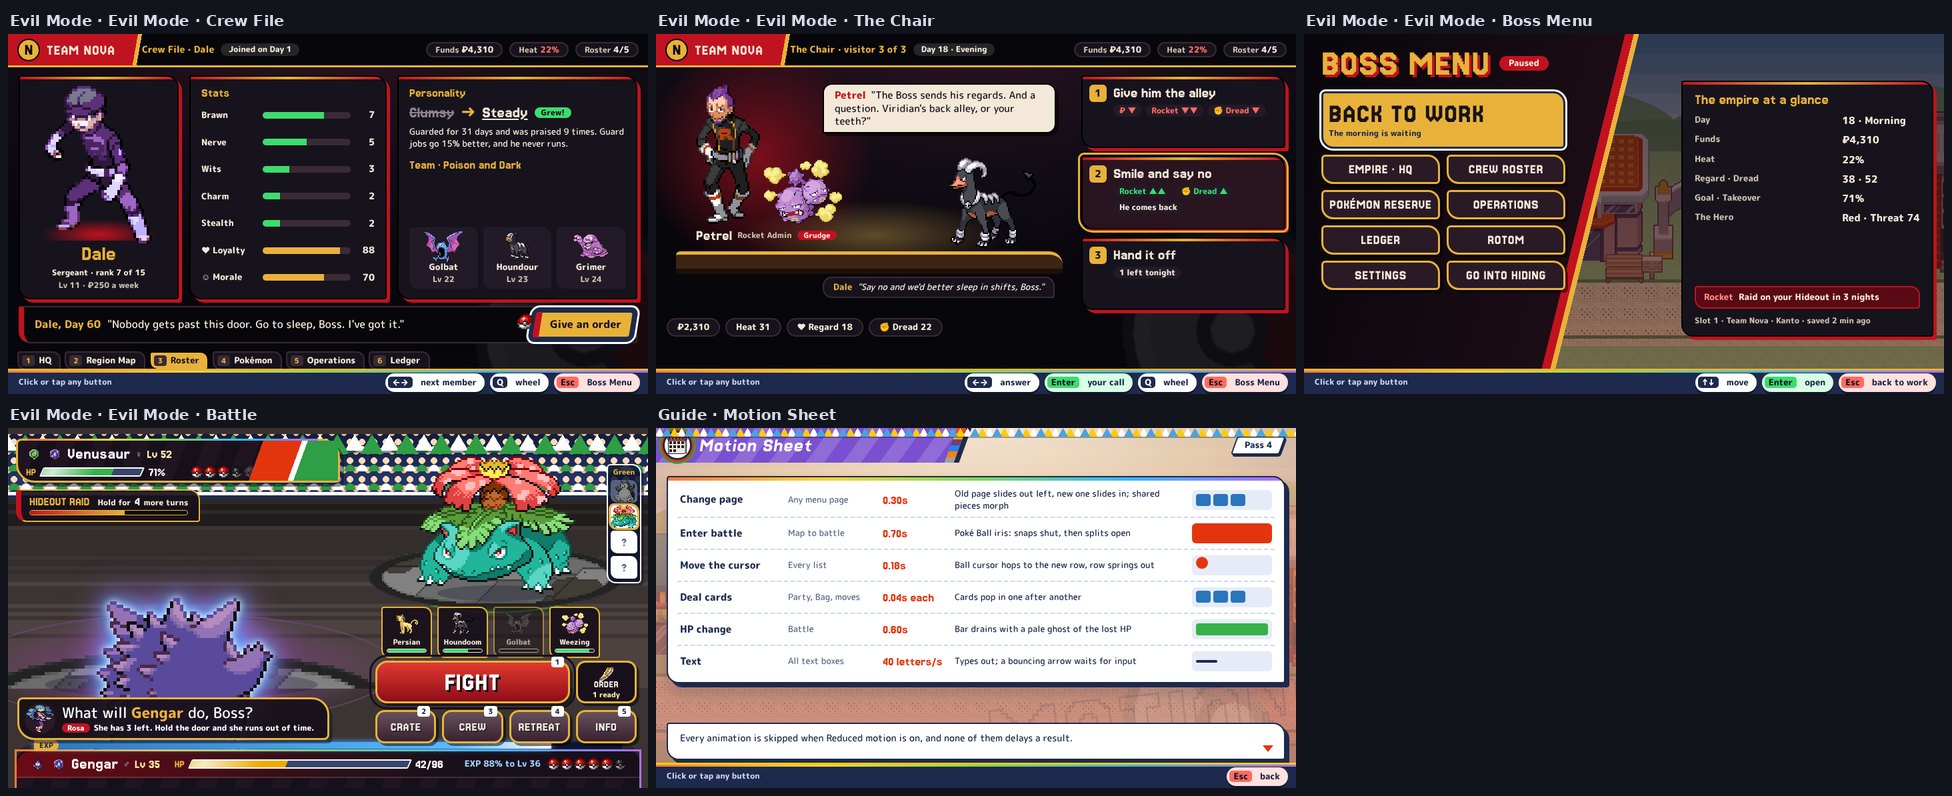 Evil Mode · Evil Mode · Crew File
N TEAM NOVA
Crew File · Dale
Joined on Day 1
Funds ₽4,310
Heat 22%
Roster 4/5
Dale
Sergeant · rank 7 of 15
Lv 11 · ₽250 a week
Stats
Brawn 7
Nerve 5
Wits 3
Charm 2
Stealth 2
♥ Loyalty 88
☺ Morale 70
Personality
Clumsy → Steady Grew!
Guarded for 31 days and was praised 9 times. Guard
jobs go 15% better, and he never runs.
Team · Poison and Dark
Golbat
Lv 22
Houndour
Lv 23
Grimer
Lv 24
Dale, Day 60 "Nobody gets past this door. Go to sleep, Boss. I've got it."
Give an order
1 HQ
2 Region Map
3 Roster
4 Pokémon
5 Operations
6 Ledger
Click or tap any button
←→ next member
Q wheel
Esc Boss Menu
Evil Mode · Evil Mode · The Chair
N TEAM NOVA
The Chair · visitor 3 of 3
Day 18 · Evening
Funds ₽4,310
Heat 22%
Roster 4/5
Petrel "The Boss sends his regards. And a
question. Viridian's back alley, or your
teeth?"
Petrel Rocket Admin Grudge
Dale "Say no and we'd better sleep in shifts, Boss."
₽2,310
Heat 31
♥ Regard 18
✊ Dread 22
1 Give him the alley
₽ ▼
Rocket ▼▼
✊ Dread ▼
2 Smile and say no
Rocket ▲▲
✊ Dread ▲
He comes back
3 Hand it off
1 left tonight
Click or tap any button
←→ answer
Enter your call
Q wheel
Esc Boss Menu
Evil Mode · Evil Mode · Boss Menu
BOSS MENU
Paused
BACK TO WORK
The morning is waiting
EMPIRE · HQ
CREW ROSTER
POKÉMON RESERVE
OPERATIONS
LEDGER
ROTOM
SETTINGS
GO INTO HIDING
The empire at a glance
Day 18 · Morning
Funds ₽4,310
Heat 22%
Regard · Dread 38 · 52
Goal · Takeover 71%
The Hero Red · Threat 74
Rocket Raid on your Hideout in 3 nights
Slot 1 · Team Nova · Kanto · saved 2 min ago
Click or tap any button
↑↓ move
Enter open
Esc back to work
Evil Mode · Evil Mode · Battle
Venusaur ♀ Lv 52
HP 71%
HIDEOUT RAID Hold for 4 more turns
Green
?
?
Persian
Houndoom
Golbat
Weezing
FIGHT
1
ORDER
1 ready
CRATE
2
CREW
3
RETREAT
4
INFO
5
What will Gengar do, Boss?
Rosa She has 3 left. Hold the door and she runs out of time.
EXP
Gengar ♂ Lv 35
HP 42/96
EXP 88% to Lv 36
Guide · Motion Sheet
Motion Sheet
Pass 4
Change page Any menu page 0.30s Old page slides out left, new one slides in; shared
pieces morph
Enter battle Map to battle 0.70s Poké Ball iris: snaps shut, then splits open
Move the cursor Every list 0.18s Ball cursor hops to the new row, row springs out
Deal cards Party, Bag, moves 0.04s each Cards pop in one after another
HP change Battle 0.60s Bar drains with a pale ghost of the lost HP
Text All text boxes 40 letters/s Types out; a bouncing arrow waits for input
Every animation is skipped when Reduced motion is on, and none of them delays a result.
Click or tap any button
Esc back